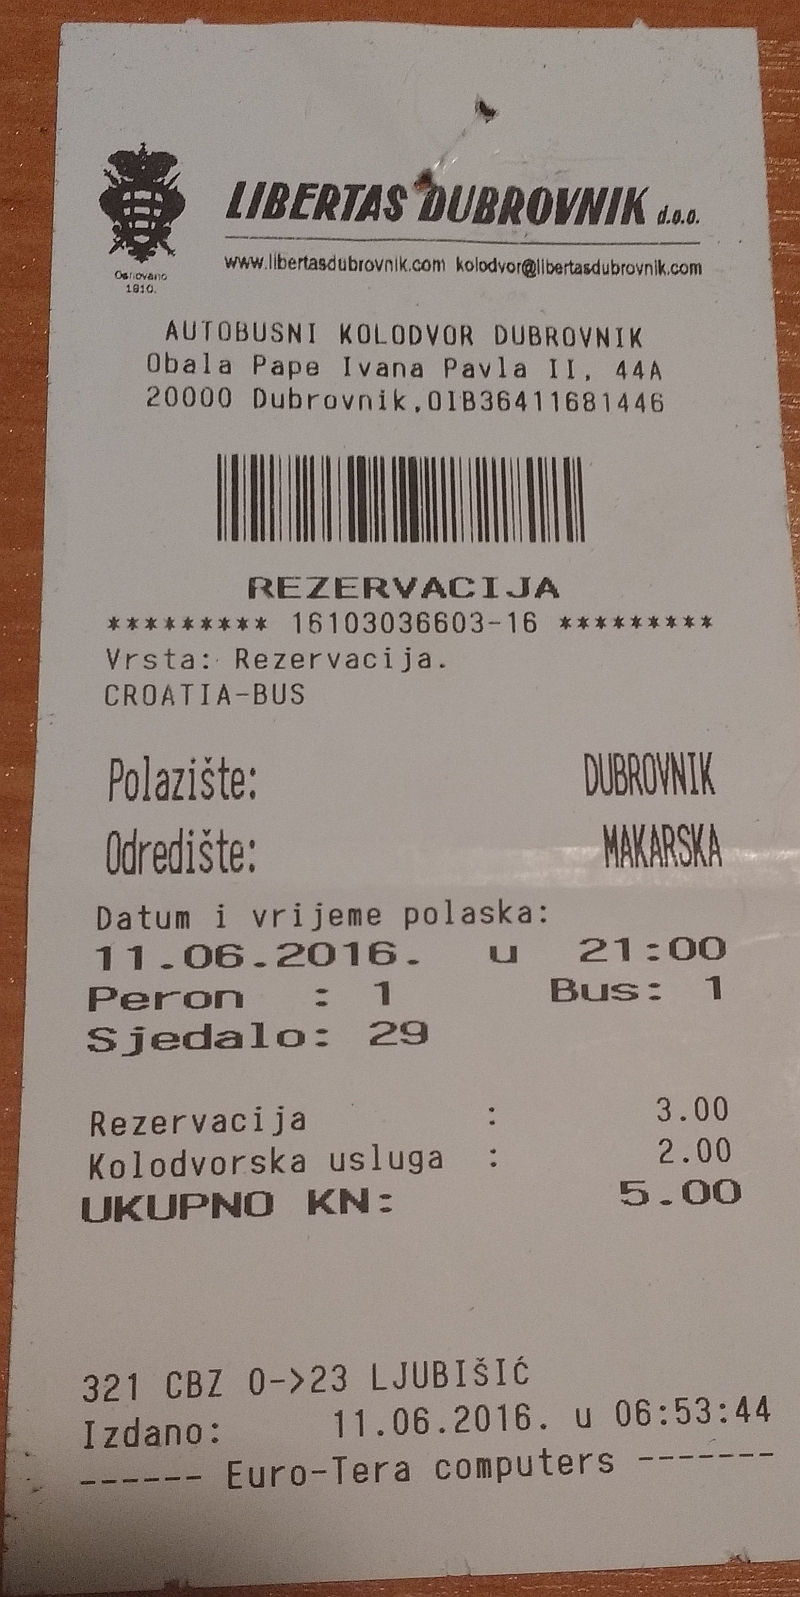 LIBERTAS DUBROVNIK d.o.o.
Osnovano
1810.
www.libertasdubrovnik.com kolodvor@libertasdubrovnik.com
AUTOBUSNI KOLODVOR DUBROVNIK
Obala Pape Ivana Pavla II, 44A
20000 Dubrovnik,OIB36411681446
REZERVACIJA
********* 16103036603-16 *********
Vrsta: Rezervacija.
CROATIA-BUS
Polazište: DUBROVNIK
Odredište: MAKARSKA
Datum i vrijeme polaska:
11.06.2016. u 21:00
Peron : 1 Bus: 1
Sjedalo: 29
Rezervacija : 3.00
Kolodvorska usluga : 2.00
UKUPNO KN: 5.00
321 CBZ 0->23 LJUBIŠIĆ
Izdano: 11.06.2016. u 06:53:44
------ Euro-Tera computers -------